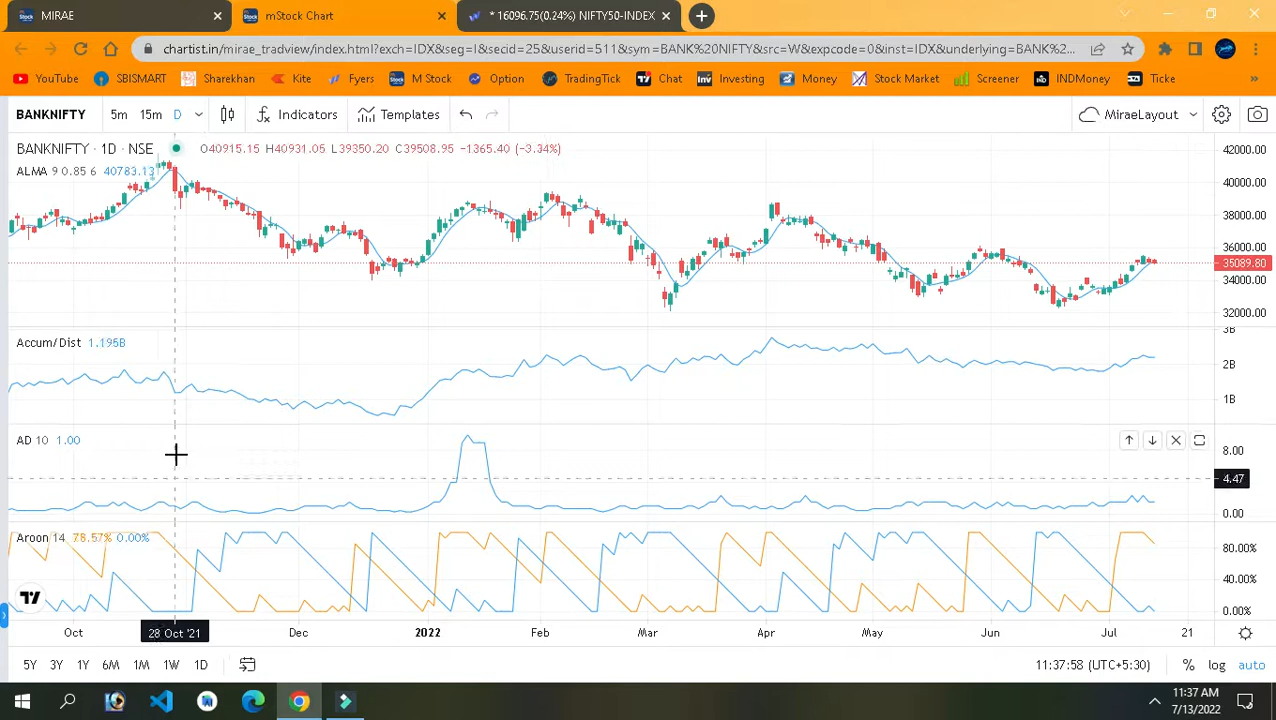 MIRAE
mStock Chart
* 16096.75(0.24%) NIFTY50-INDEX
chartist.in/mirae_tradview/index.html?exch=IDX&seg=I&secid=25&userid=511&sym=BANK%20NIFTY&src=W&expcode=0&inst=IDX&underlying=BANK%...
YouTube SBISMART Sharekhan Kite Fyers M Stock Option TradingTick Chat Investing Money Stock Market Screener INDMoney Ticke »
BANKNIFTY 5m 15m D Indicators Templates MiraeLayout
BANKNIFTY · 1D · NSE O40915.15 H40931.05 L39350.20 C39508.95 −1365.40 (−3.34%)
ALMA 9 0.85 6 40783.13
42000.00
40000.00
38000.00
36000.00
35089.80
34000.00
32000.00
Accum/Dist 1.195B
3B
2B
1B
AD 10 1.00
8.00
4.47
0.00
Aroon 14 78.57% 0.00%
80.00%
40.00%
0.00%
Oct 28 Oct '21 Dec 2022 Feb Mar Apr May Jun Jul 21
5Y 3Y 1Y 6M 1M 1W 1D 11:37:58 (UTC+5:30) % log auto
11:37 AM
7/13/2022